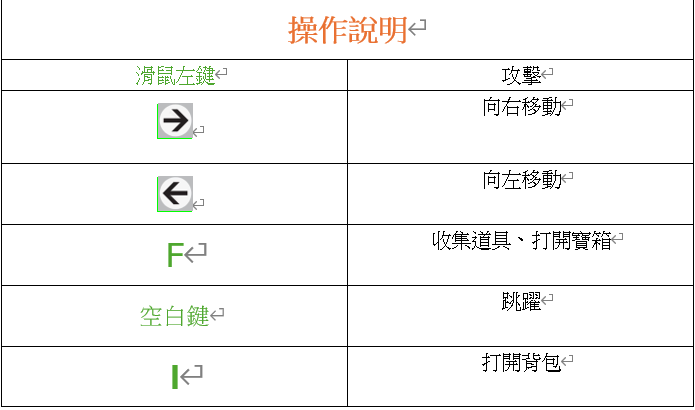 操作說明
滑鼠左鍵
攻擊
向右移動
向左移動
F
收集道具、打開寶箱
空白鍵
跳躍
I
打開背包